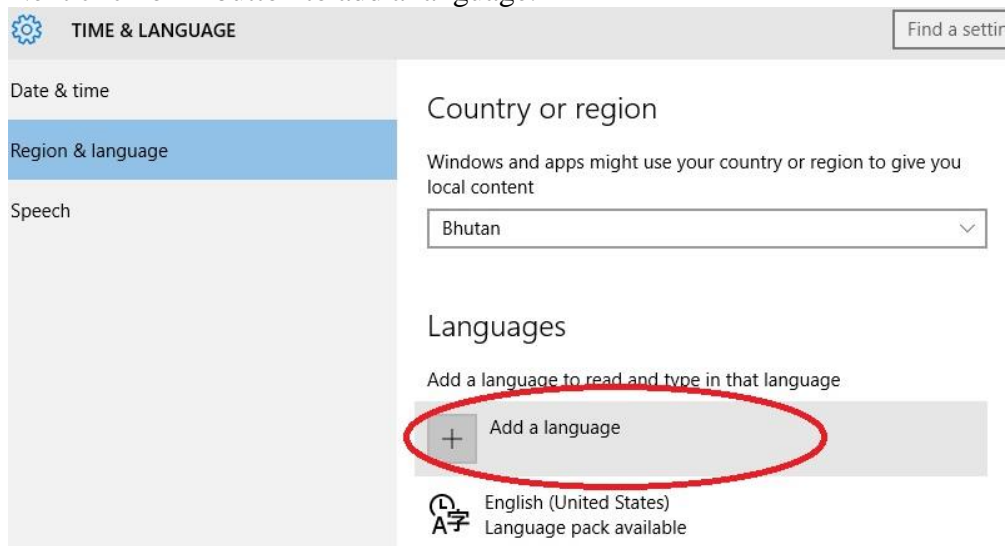 TIME & LANGUAGE
Find a settin
Date & time
Region & language
Speech
Country or region
Windows and apps might use your country or region to give you
local content
Bhutan
Languages
Add a language to read and type in that language
Add a language
English (United States)
Language pack available